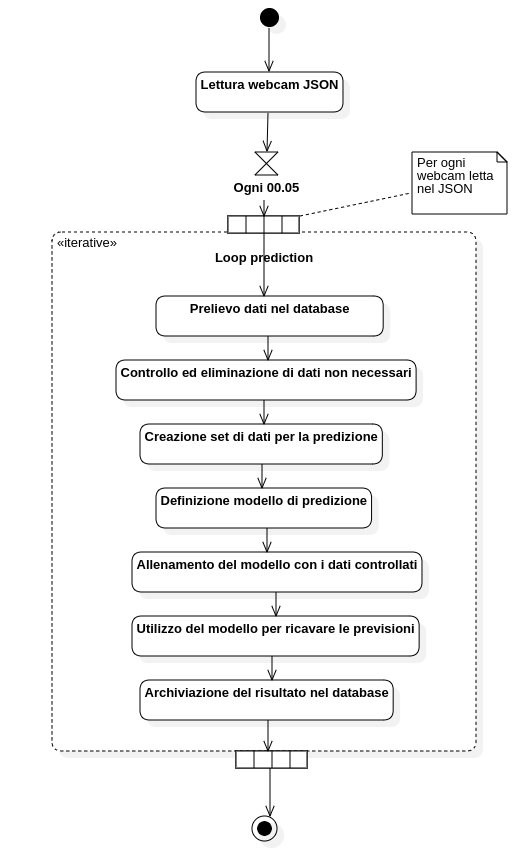 Lettura webcam JSON
Ogni 00.05
Per ogni
webcam letta
nel JSON
«iterative»
Loop prediction
Prelievo dati nel database
Controllo ed eliminazione di dati non necessari
Creazione set di dati per la predizione
Definizione modello di predizione
Allenamento del modello con i dati controllati
Utilizzo del modello per ricavare le previsioni
Archiviazione del risultato nel database